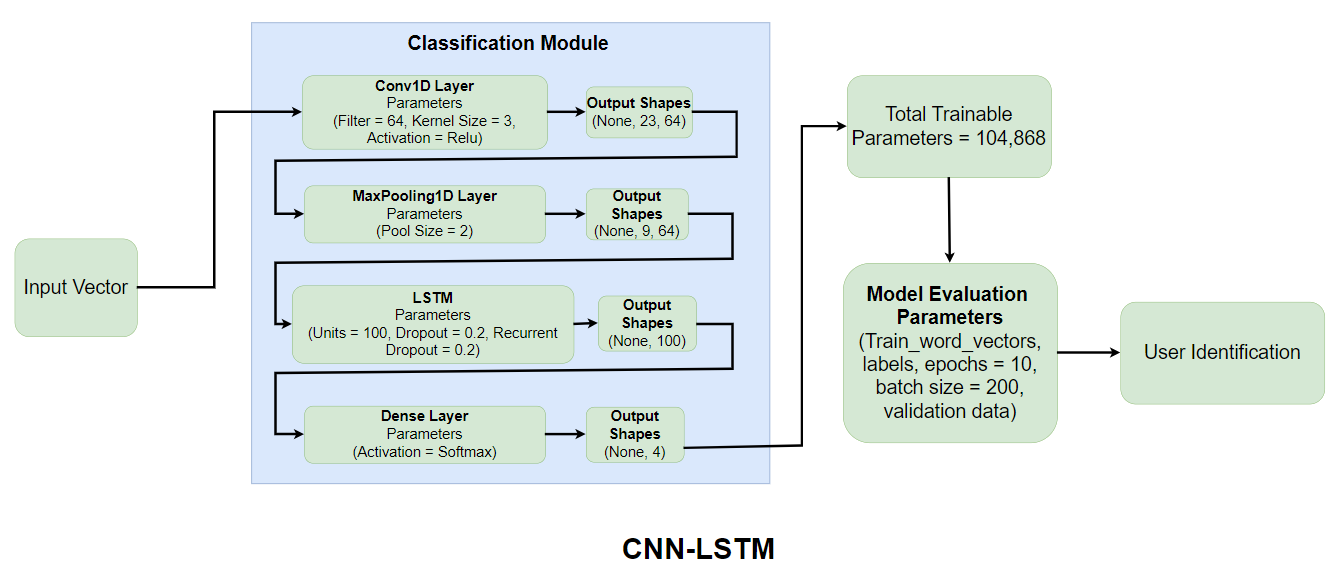 Classification Module
Conv1D Layer
Parameters
(Filter = 64, Kernel Size = 3,
Activation = Relu)
Output Shapes
(None, 23, 64)
MaxPooling1D Layer
Parameters
(Pool Size = 2)
Output
Shapes
(None, 9, 64)
Input Vector
LSTM
Parameters
(Units = 100, Dropout = 0.2, Recurrent
Dropout = 0.2)
Output
Shapes
(None, 100)
Dense Layer
Parameters
(Activation = Softmax)
Output
Shapes
(None, 4)
Total Trainable
Parameters = 104,868
Model Evaluation
Parameters
(Train_word_vectors,
labels, epochs = 10,
batch size = 200,
validation data)
User Identification
CNN-LSTM